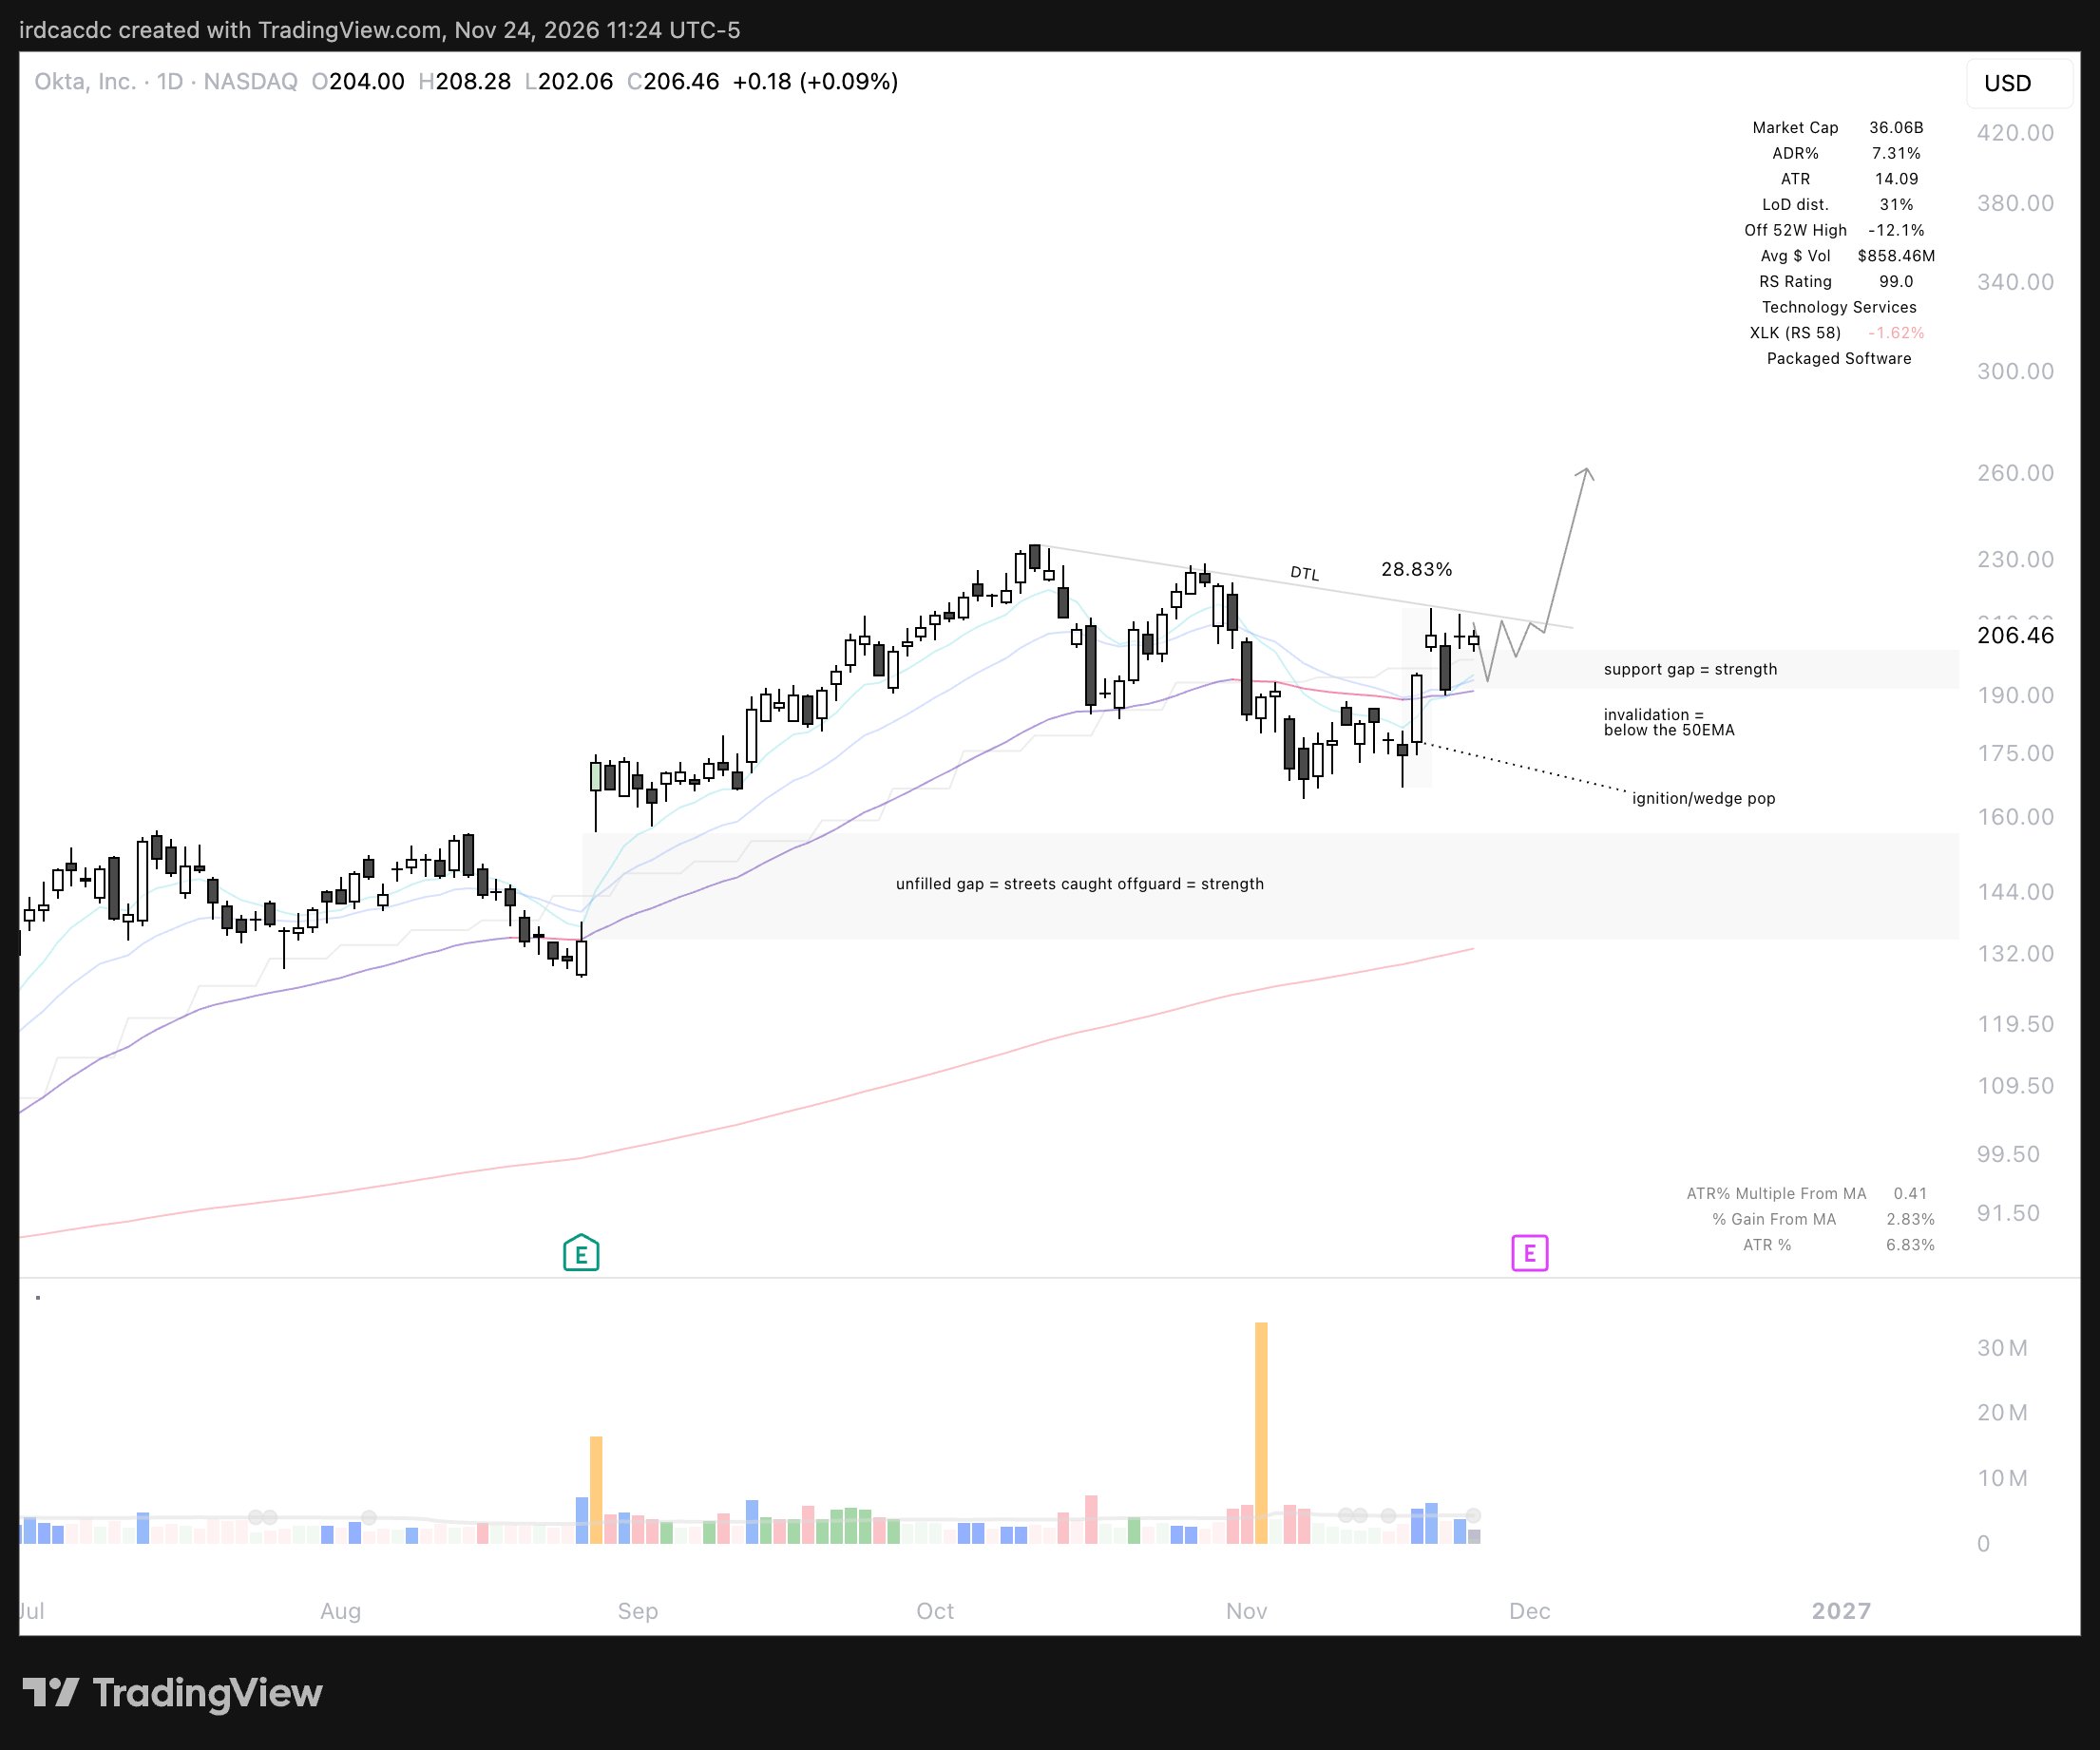 irdcacdc created with TradingView.com, Nov 24, 2026 11:24 UTC-5
Okta, Inc. · 1D · NASDAQ O204.00 H208.28 L202.06 C206.46 +0.18 (+0.09%)
USD
Market Cap 36.06B
ADR% 7.31%
ATR 14.09
LoD dist. 31%
Off 52W High -12.1%
Avg $ Vol $858.46M
RS Rating 99.0
Technology Services
XLK (RS 58) -1.62%
Packaged Software
420.00
380.00
340.00
300.00
260.00
230.00
206.46
190.00
175.00
160.00
144.00
132.00
119.50
109.50
99.50
91.50
DTL
28.83%
support gap = strength
invalidation =
below the 50EMA
ignition/wedge pop
unfilled gap = streets caught offguard = strength
ATR% Multiple From MA 0.41
% Gain From MA 2.83%
ATR % 6.83%
E
E
30 M
20 M
10 M
0
Jul Aug Sep Oct Nov Dec 2027
TradingView